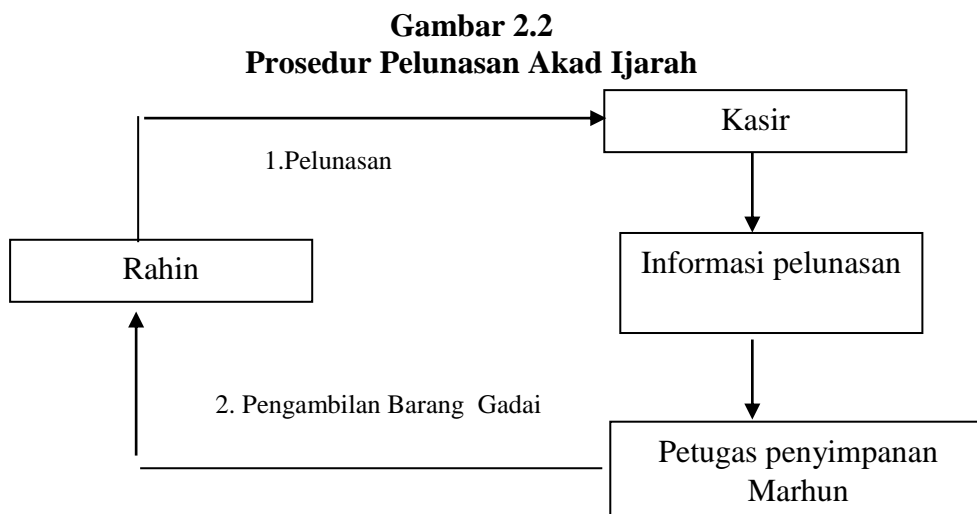 Gambar 2.2
Prosedur Pelunasan Akad Ijarah
Kasir
1.Pelunasan
Rahin
Informasi pelunasan
2. Pengambilan Barang Gadai
Petugas penyimpanan
Marhun